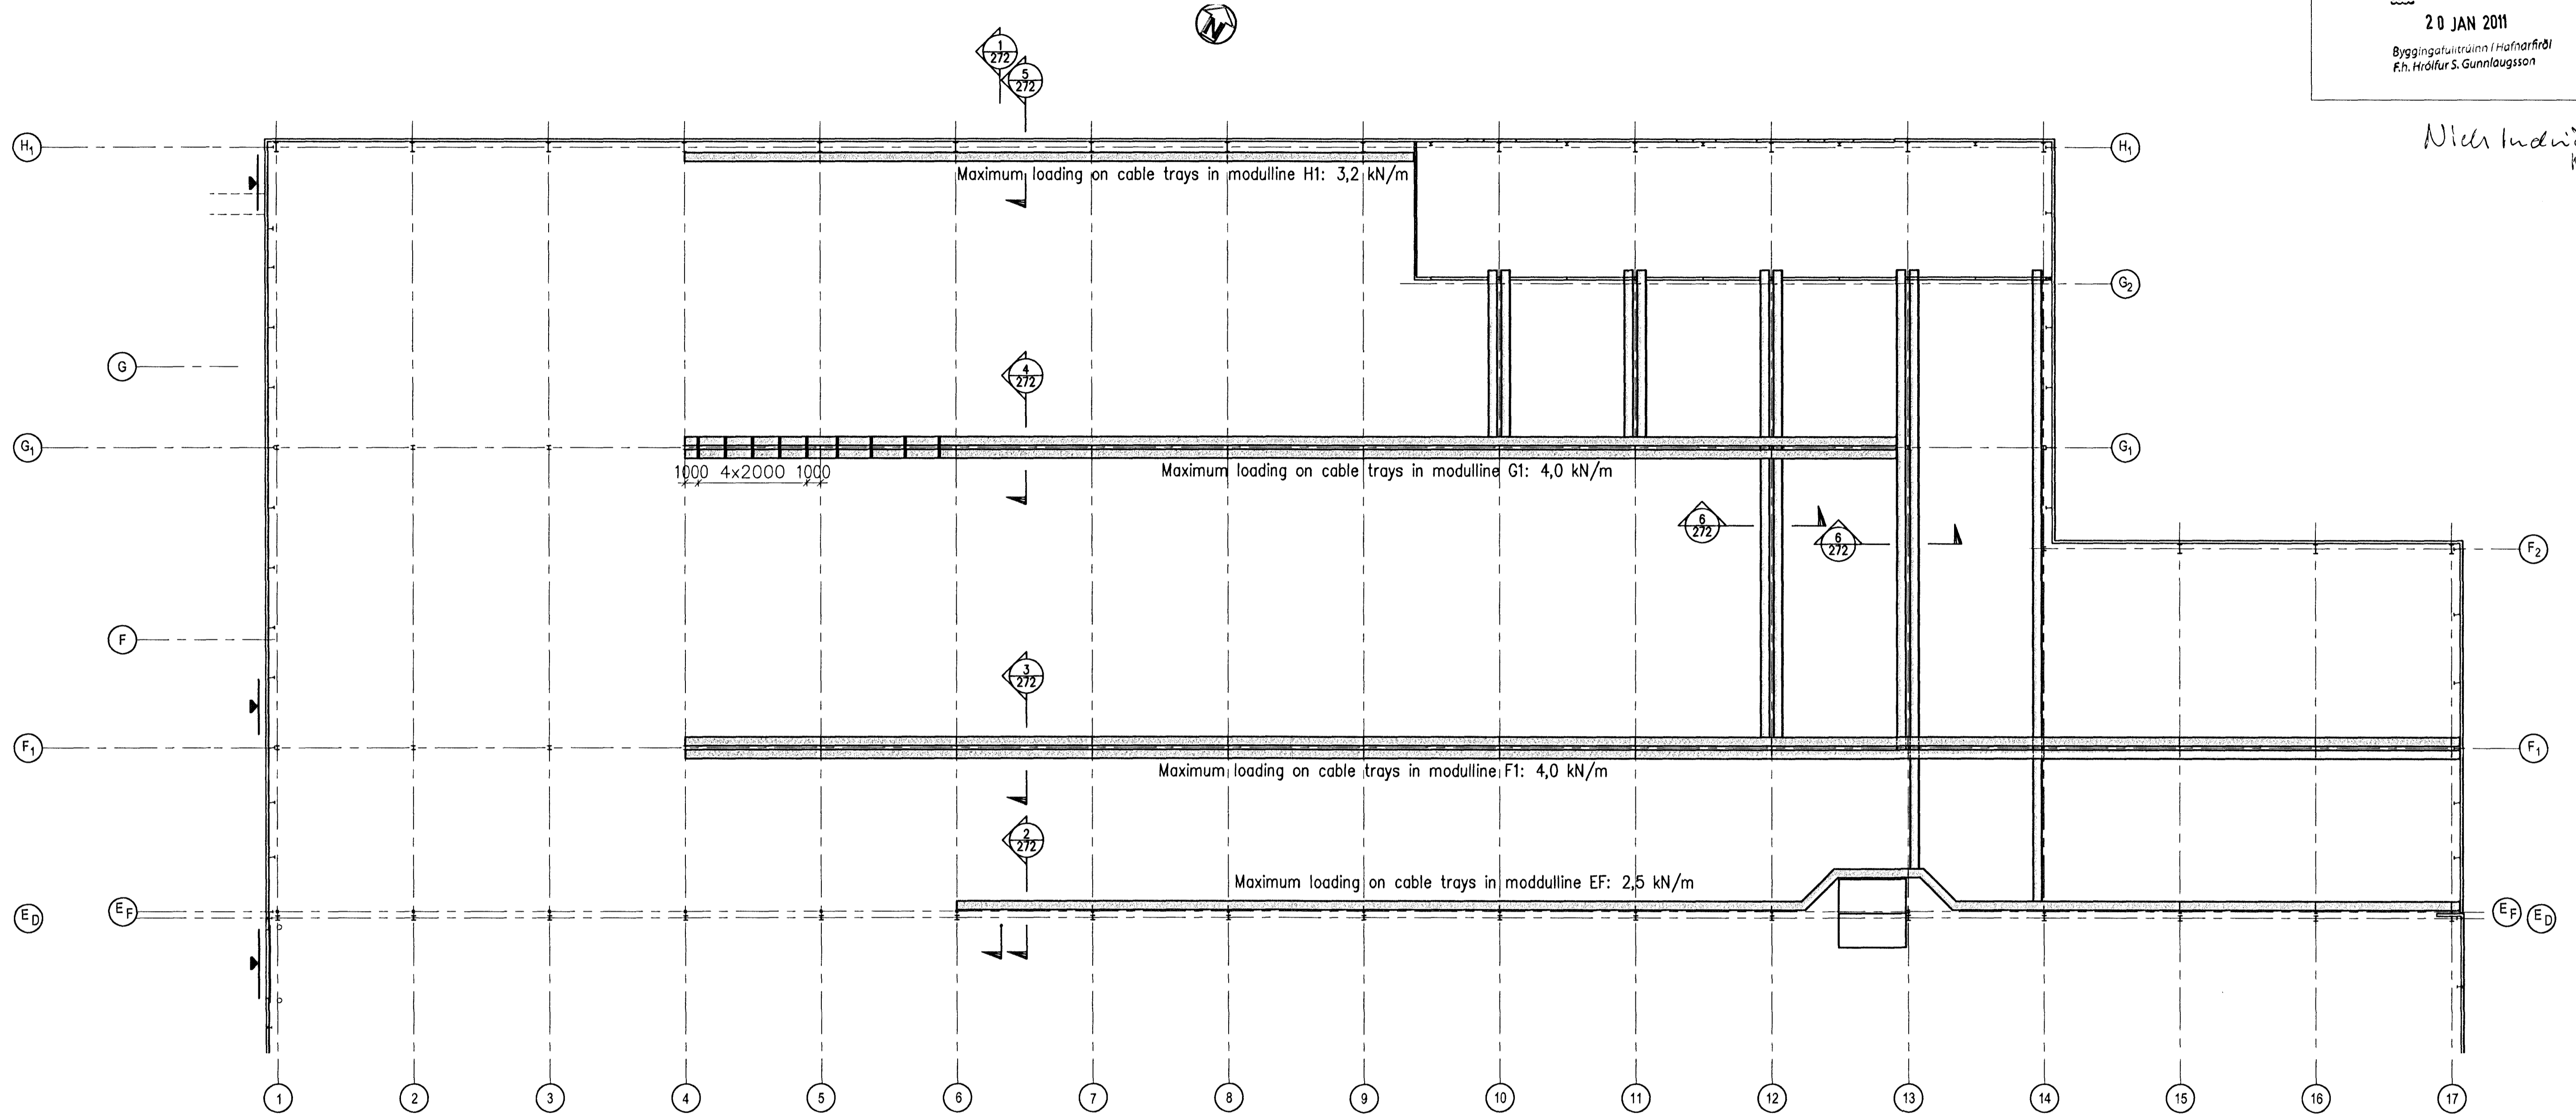 20 JAN 2011
Byggingafulltrúinn í Hafnarfirði
F.h. Hrólfur S. Gunnlaugsson
N
1
272
5
272
H1
H1
Maximum loading on cable trays in modulline H1: 3,2 kN/m
G2
G
4
272
G1
G1
1000 4x2000 1000
Maximum loading on cable trays in modulline G1: 4,0 kN/m
6
272
6
272
F2
F
3
272
F1
F1
Maximum loading on cable trays in modulline F1: 4,0 kN/m
2
272
Maximum loading on cable trays in moddulline EF: 2,5 kN/m
ED
EF
EF
ED
1 2 3 4 5 6 7 8 9 10 11 12 13 14 15 16 17